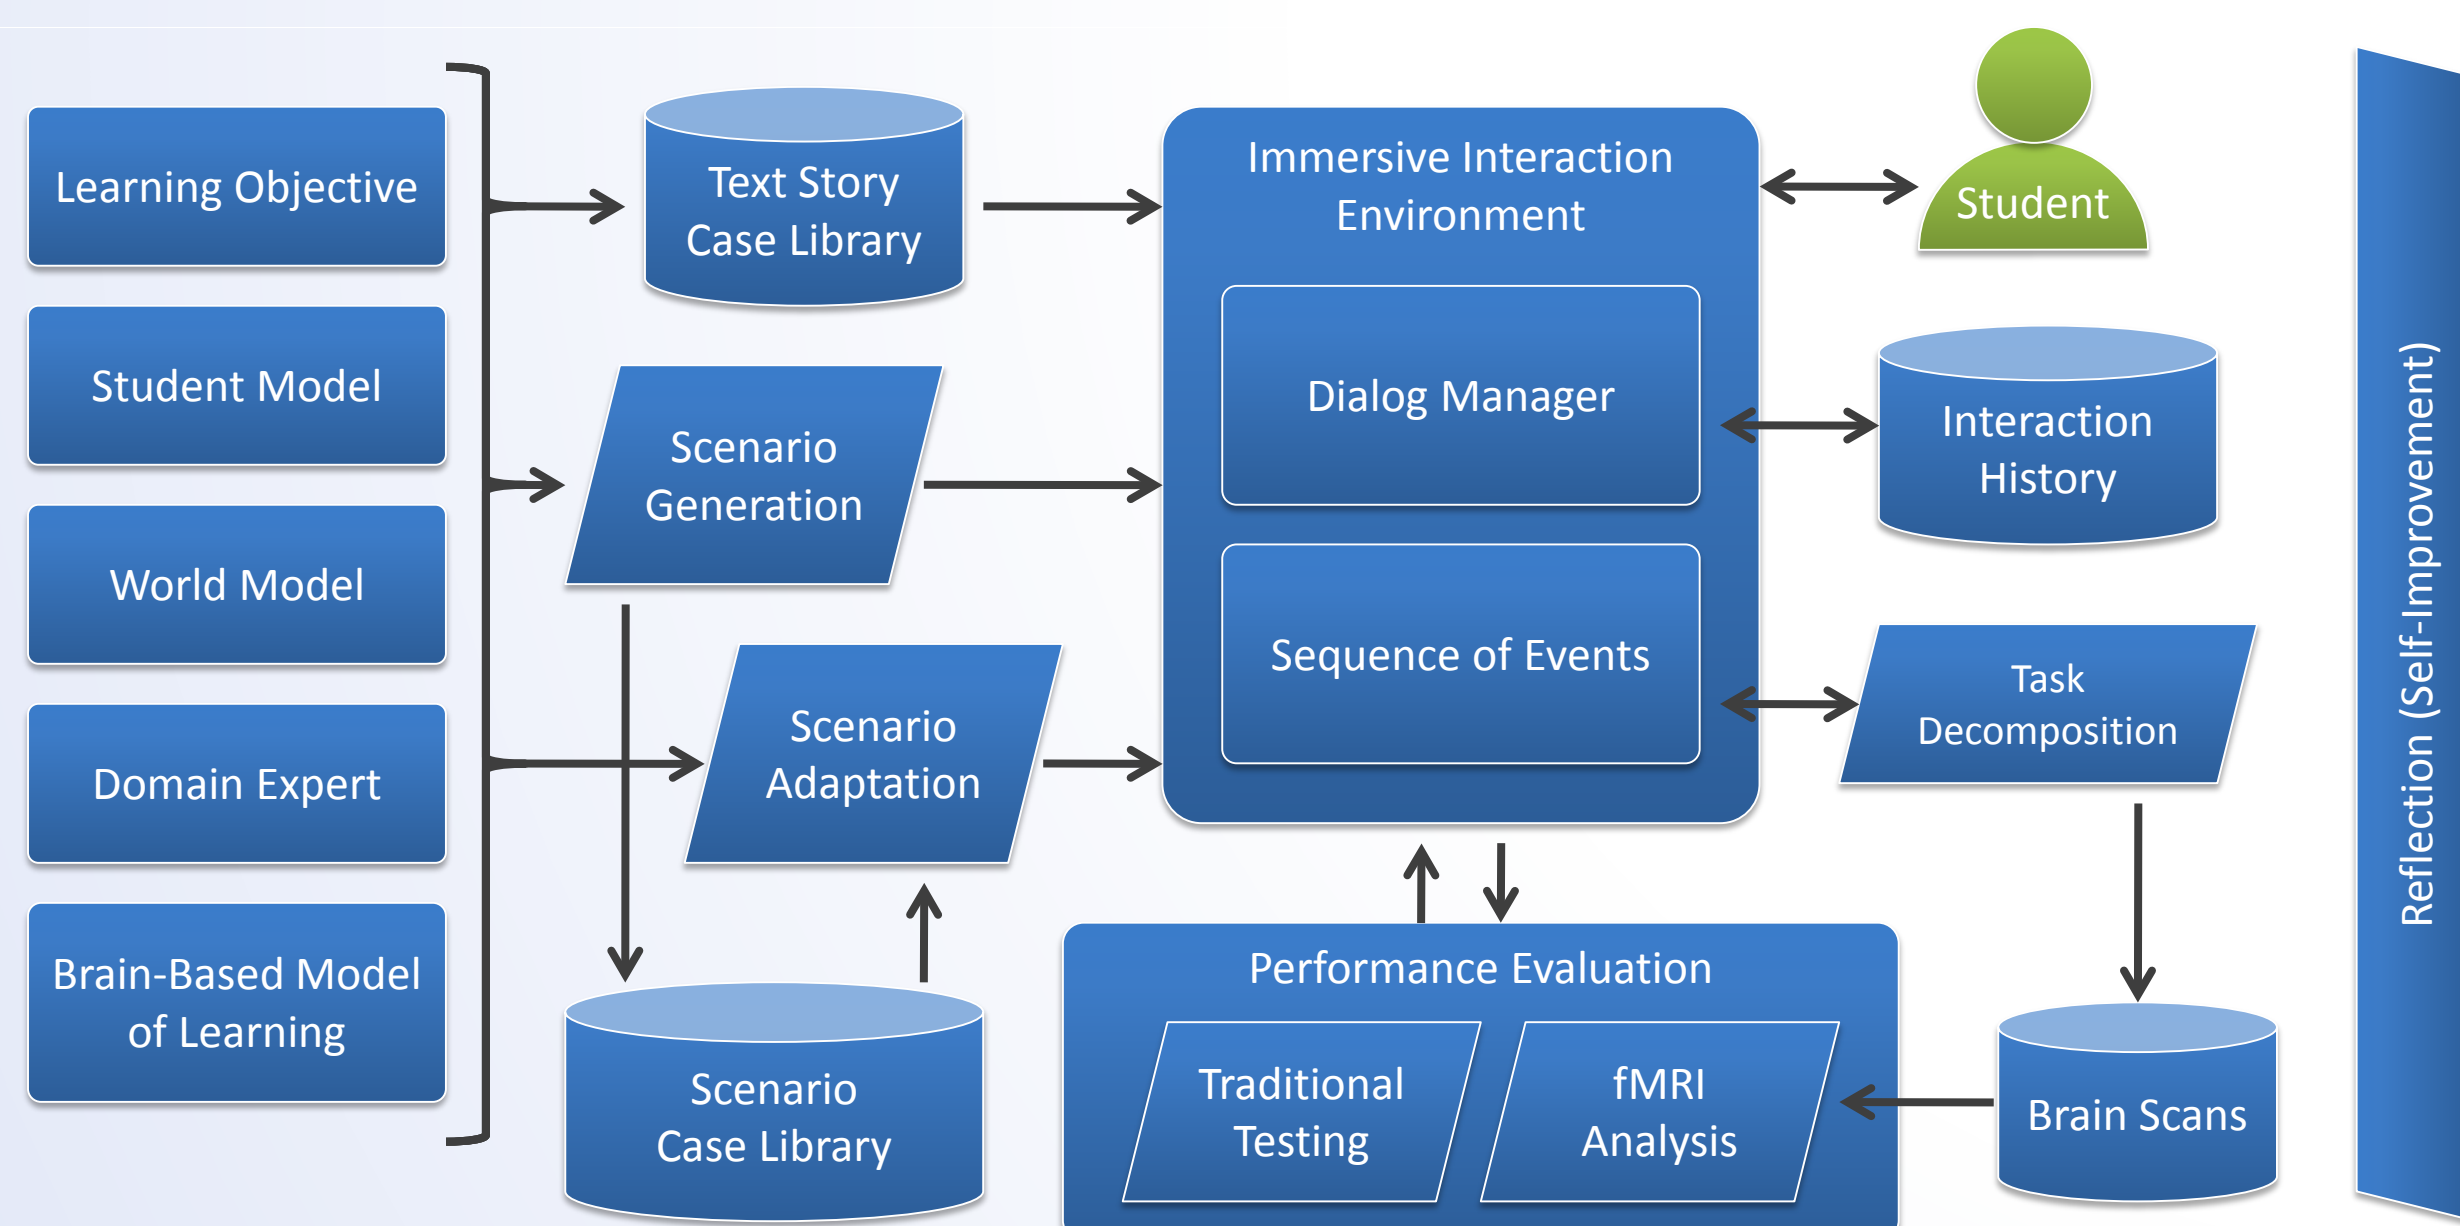 Learning Objective
Student Model
World Model
Domain Expert
Brain-Based Model
of Learning
Text Story
Case Library
Scenario
Generation
Scenario
Adaptation
Scenario
Case Library
Immersive Interaction
Environment
Dialog Manager
Sequence of Events
Performance Evaluation
Traditional
Testing
fMRI
Analysis
Student
Interaction
History
Task
Decomposition
Brain Scans
Reflection (Self-Improvement)